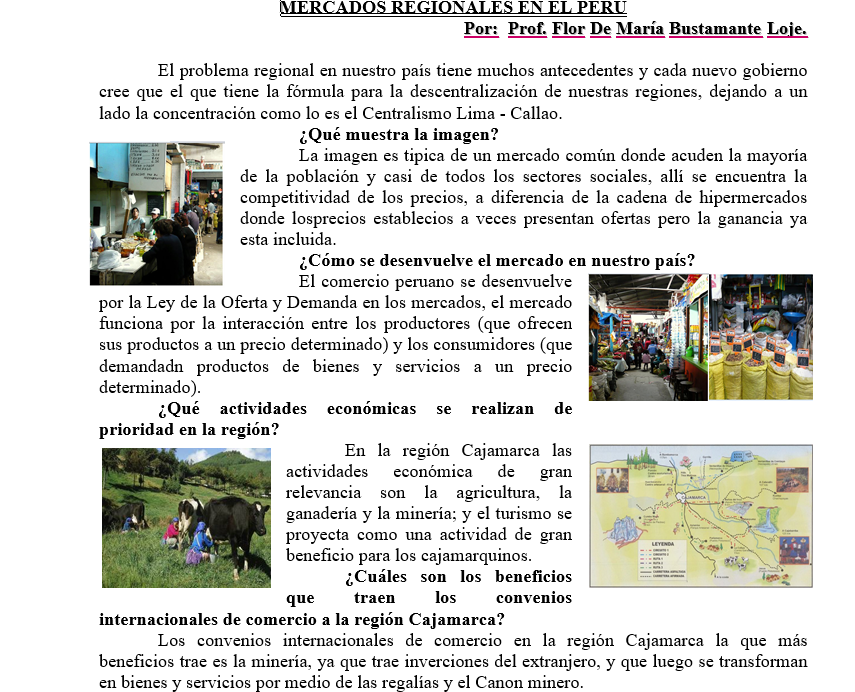 MERCADOS REGIONALES EN EL PERÚ
Por: Prof. Flor De María Bustamante Loje.
El problema regional en nuestro país tiene muchos antecedentes y cada nuevo gobierno
cree que el que tiene la fórmula para la descentralización de nuestras regiones, dejando a un
lado la concentración como lo es el Centralismo Lima - Callao.
¿Qué muestra la imagen?
La imagen es tipica de un mercado común donde acuden la mayoría
de la población y casi de todos los sectores sociales, allí se encuentra la
competitividad de los precios, a diferencia de la cadena de hipermercados
donde losprecios establecios a veces presentan ofertas pero la ganancia ya
esta incluida.
¿Cómo se desenvuelve el mercado en nuestro país?
El comercio peruano se desenvuelve
por la Ley de la Oferta y Demanda en los mercados, el mercado
funciona por la interacción entre los productores (que ofrecen
sus productos a un precio determinado) y los consumidores (que
demandadn productos de bienes y servicios a un precio
determinado).
¿Qué actividades económicas se realizan de
prioridad en la región?
En la región Cajamarca las
actividades económica de gran
relevancia son la agricultura, la
ganadería y la minería; y el turismo se
proyecta como una actividad de gran
beneficio para los cajamarquinos.
CAJAMARCA
LEYENDA
¿Cuáles son los beneficios
que traen los convenios
internacionales de comercio a la región Cajamarca?
Los convenios internacionales de comercio en la región Cajamarca la que más
beneficios trae es la minería, ya que trae inverciones del extranjero, y que luego se transforman
en bienes y servicios por medio de las regalías y el Canon minero.